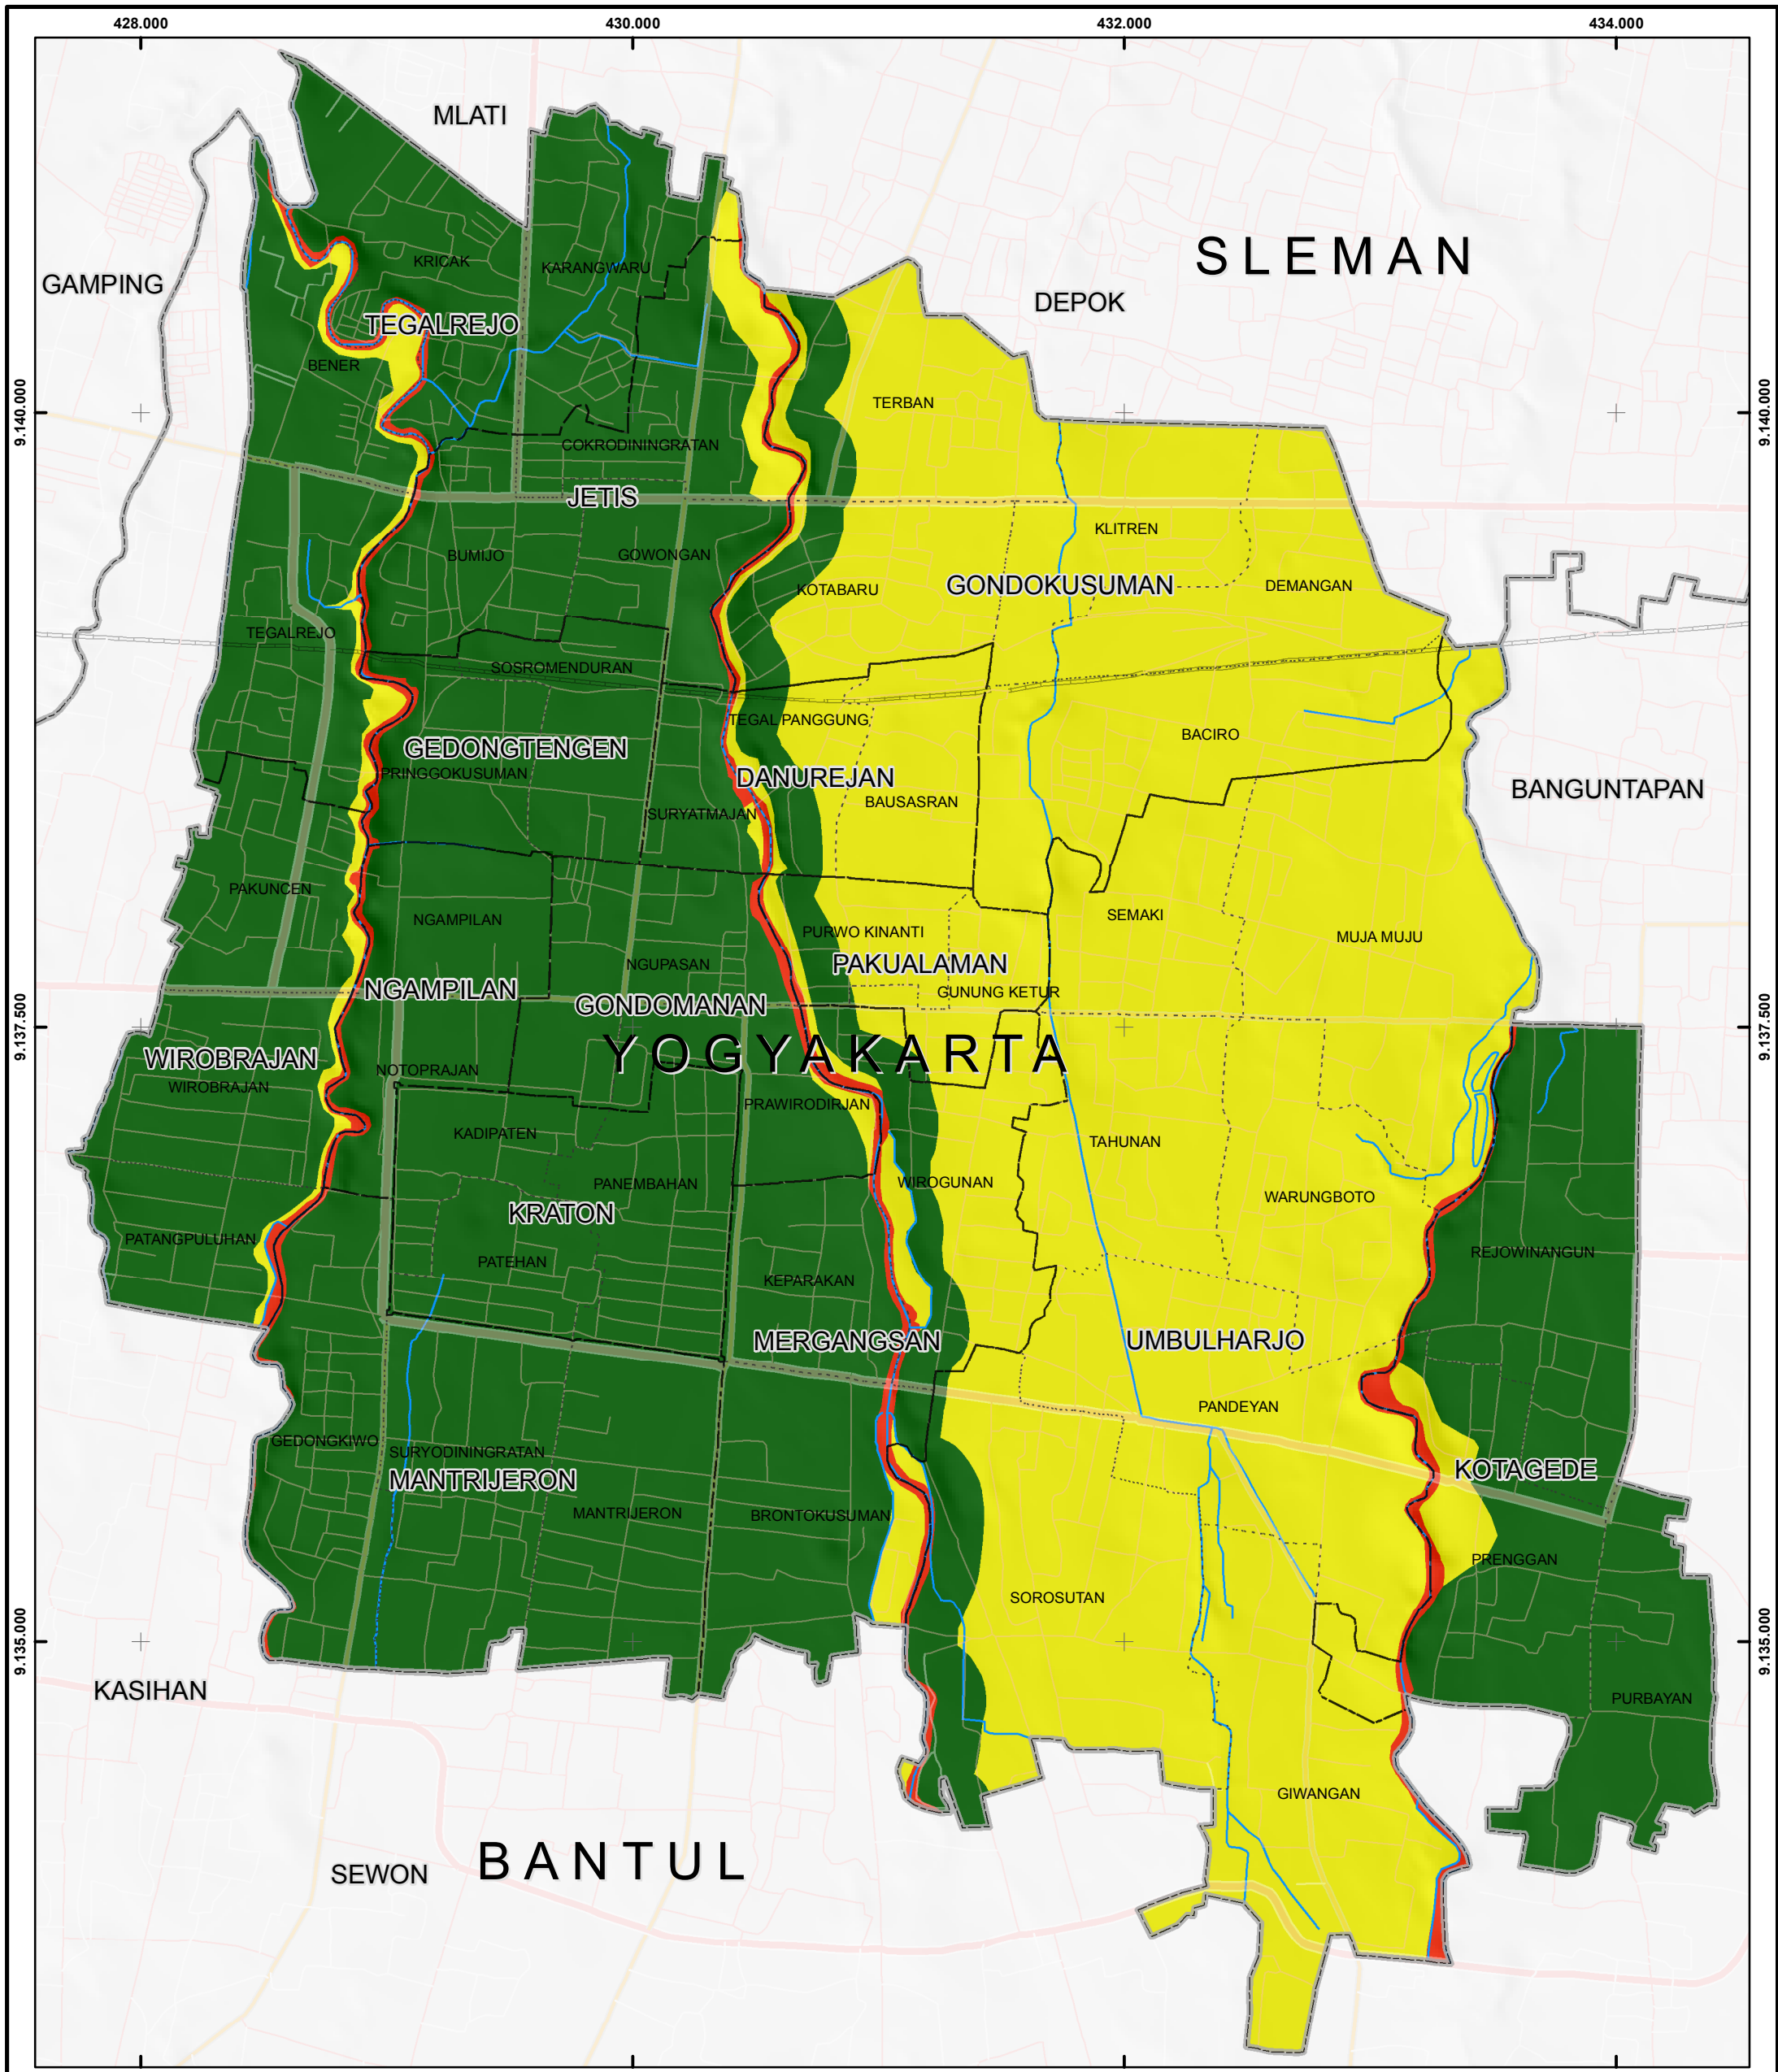 428.000
430.000
432.000
434.000
MLATI
SLEMAN
GAMPING
KRICAK
KARANGWARU
DEPOK
TEGALREJO
BENER
9.140.000
TERBAN
9.140.000
COKRODININGRATAN
JETIS
KLITREN
BUMIJO
GOWONGAN
KOTABARU
GONDOKUSUMAN
DEMANGAN
TEGALREJO
SOSROMENDURAN
TEGAL PANGGUNG
BACIRO
GEDONGTENGEN
PRINGGOKUSUMAN
DANUREJAN
BANGUNTAPAN
BAUSASRAN
SURYATMAJAN
PAKUNCEN
NGAMPILAN
SEMAKI
PURWO KINANTI
MUJA MUJU
NGUPASAN
PAKUALAMAN
NGAMPILAN
GUNUNG KETUR
GONDOMANAN
9.137.500
9.137.500
YOGYAKARTA
WIROBRAJAN
NOTOPRAJAN
WIROBRAJAN
PRAWIRODIRJAN
KADIPATEN
TAHUNAN
PANEMBAHAN
WIROGUNAN
WARUNGBOTO
KRATON
PATANGPULUHAN
REJOWINANGUN
PATEHAN
KEPARAKAN
MERGANGSAN
UMBULHARJO
PANDEYAN
GEDONGKIWO
SURYODININGRATAN
KOTAGEDE
MANTRIJERON
MANTRIJERON
BRONTOKUSUMAN
PRENGGAN
SOROSUTAN
9.135.000
9.135.000
KASIHAN
PURBAYAN
GIWANGAN
BANTUL
SEWON